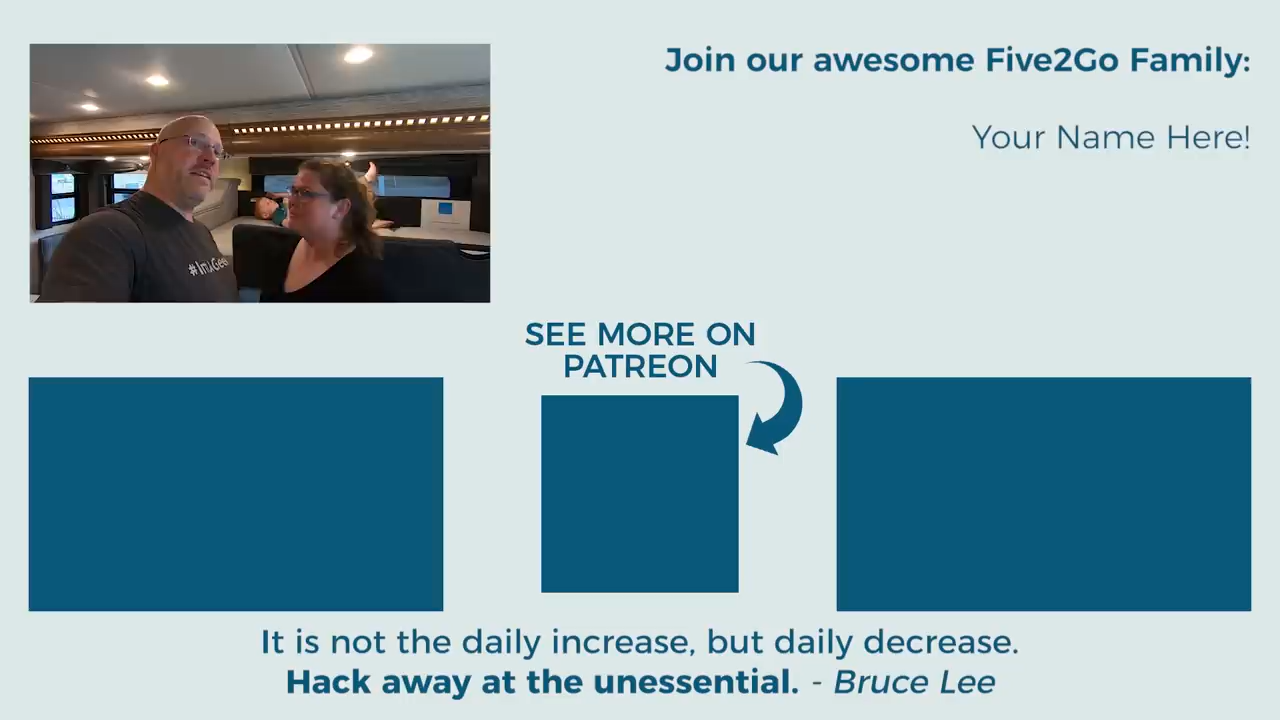 Join our awesome Five2Go Family:
Your Name Here!
SEE MORE ON
PATREON
It is not the daily increase, but daily decrease.
Hack away at the unessential. - Bruce Lee